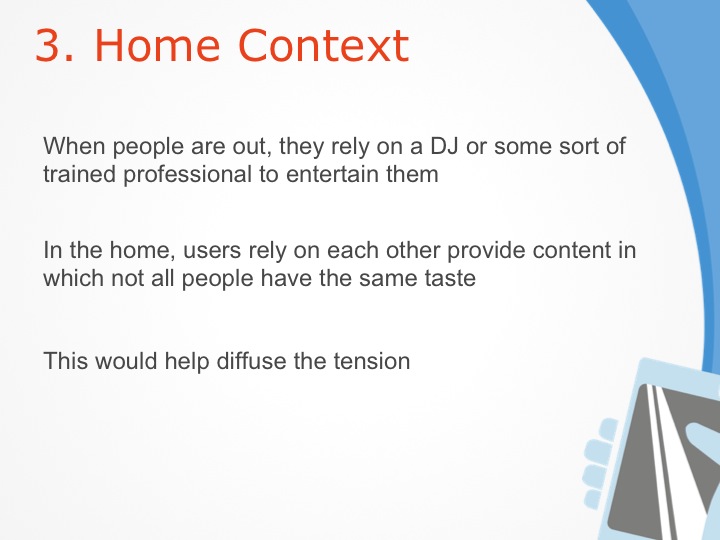 3. Home Context
When people are out, they rely on a DJ or some sort of
trained professional to entertain them
In the home, users rely on each other provide content in
which not all people have the same taste
This would help diffuse the tension